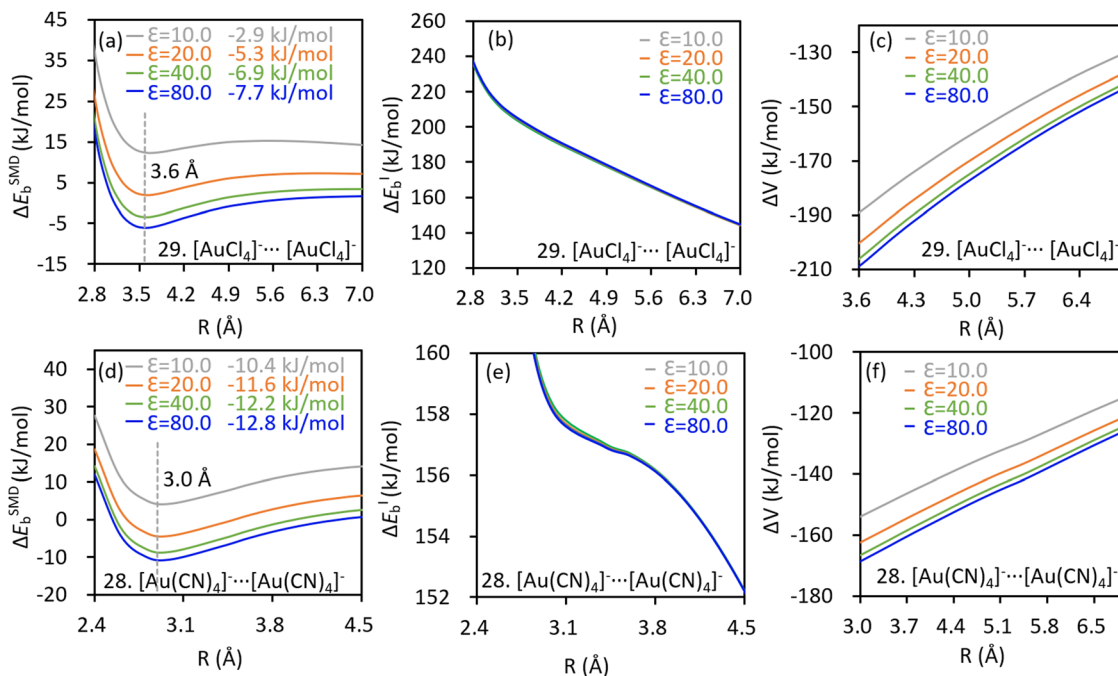 (a)
ε=10.0 -2.9 kJ/mol
ε=20.0 -5.3 kJ/mol
ε=40.0 -6.9 kJ/mol
ε=80.0 -7.7 kJ/mol
3.6 Å
29. [AuCl₄]⁻··· [AuCl₄]⁻
45
35
25
15
5
-5
-15
ΔE_b^SMD (kJ/mol)
2.8 3.5 4.2 4.9 5.6 6.3 7.0
R (Å)
(b)
ε=10.0
ε=20.0
ε=40.0
ε=80.0
29. [AuCl₄]⁻··· [AuCl₄]⁻
260
240
220
200
180
160
140
120
ΔE_b^I (kJ/mol)
2.8 3.5 4.2 4.9 5.6 6.3 7.0
R (Å)
(c)
ε=10.0
ε=20.0
ε=40.0
ε=80.0
29. [AuCl₄]⁻··· [AuCl₄]⁻
-130
-150
-170
-190
-210
ΔV (kJ/mol)
3.6 4.3 5.0 5.7 6.4
R (Å)
(d)
ε=10.0 -10.4 kJ/mol
ε=20.0 -11.6 kJ/mol
ε=40.0 -12.2 kJ/mol
ε=80.0 -12.8 kJ/mol
3.0 Å
28. [Au(CN)₄]⁻···[Au(CN)₄]⁻
40
30
20
10
0
-10
-20
ΔE_b^SMD (kJ/mol)
2.4 3.1 3.8 4.5
R (Å)
(e)
ε=10.0
ε=20.0
ε=40.0
ε=80.0
28. [Au(CN)₄]⁻···[Au(CN)₄]⁻
160
158
156
154
152
ΔE_b^I (kJ/mol)
2.4 3.1 3.8 4.5
R (Å)
(f)
ε=10.0
ε=20.0
ε=40.0
ε=80.0
28. [Au(CN)₄]⁻···[Au(CN)₄]⁻
-100
-120
-140
-160
-180
ΔV (kJ/mol)
3.0 3.7 4.4 5.1 5.8 6.5
R (Å)